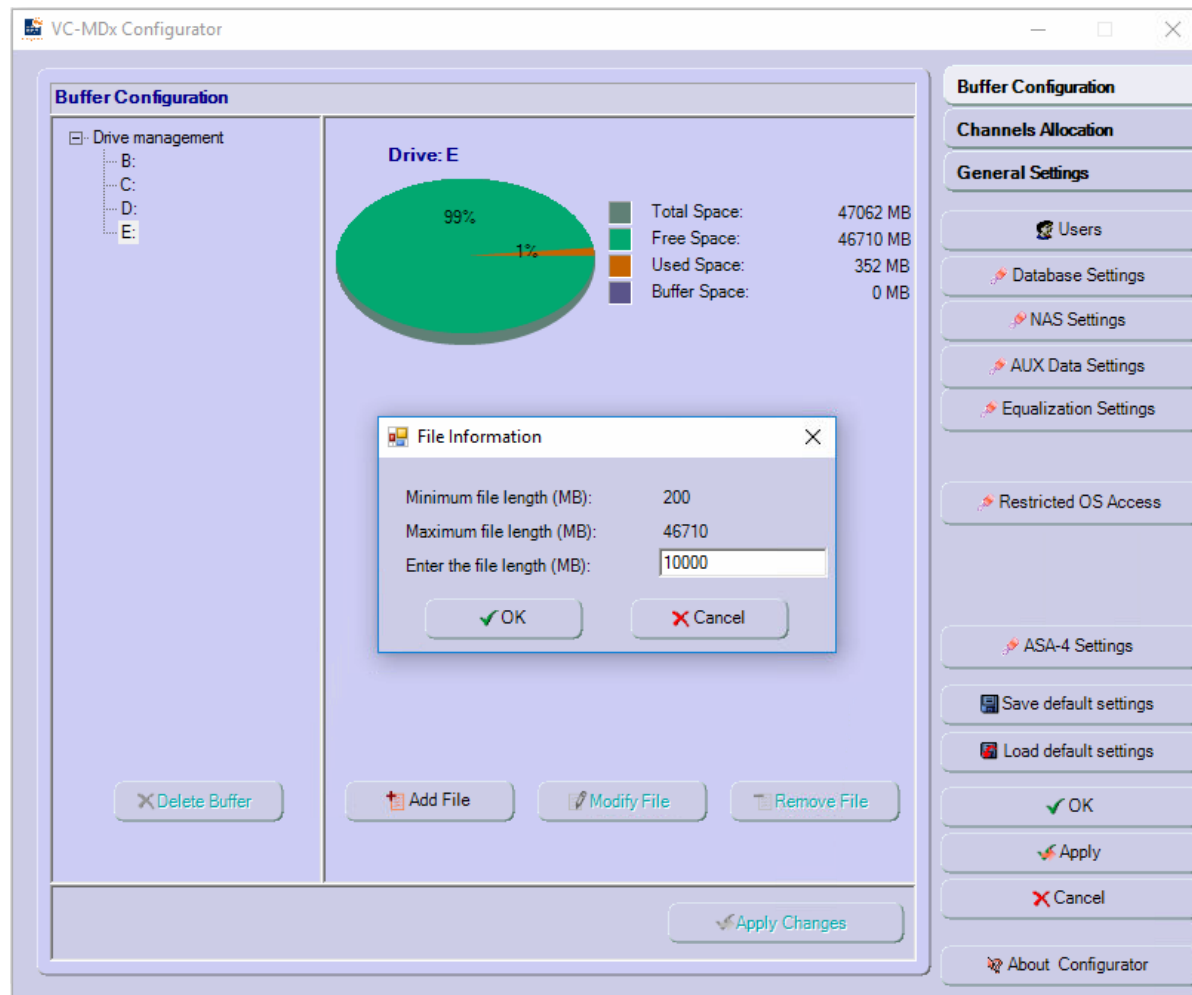 VC-MDx Configurator
Buffer Configuration
Drive management
B:
C:
D:
E:
Drive: E
99%
1%
Total Space: 47062 MB
Free Space: 46710 MB
Used Space: 352 MB
Buffer Space: 0 MB
File Information
Minimum file length (MB): 200
Maximum file length (MB): 46710
Enter the file length (MB): 10000
OK
Cancel
Delete Buffer
Add File
Modify File
Remove File
Apply Changes
Buffer Configuration
Channels Allocation
General Settings
Users
Database Settings
NAS Settings
AUX Data Settings
Equalization Settings
Restricted OS Access
ASA-4 Settings
Save default settings
Load default settings
OK
Apply
Cancel
About Configurator